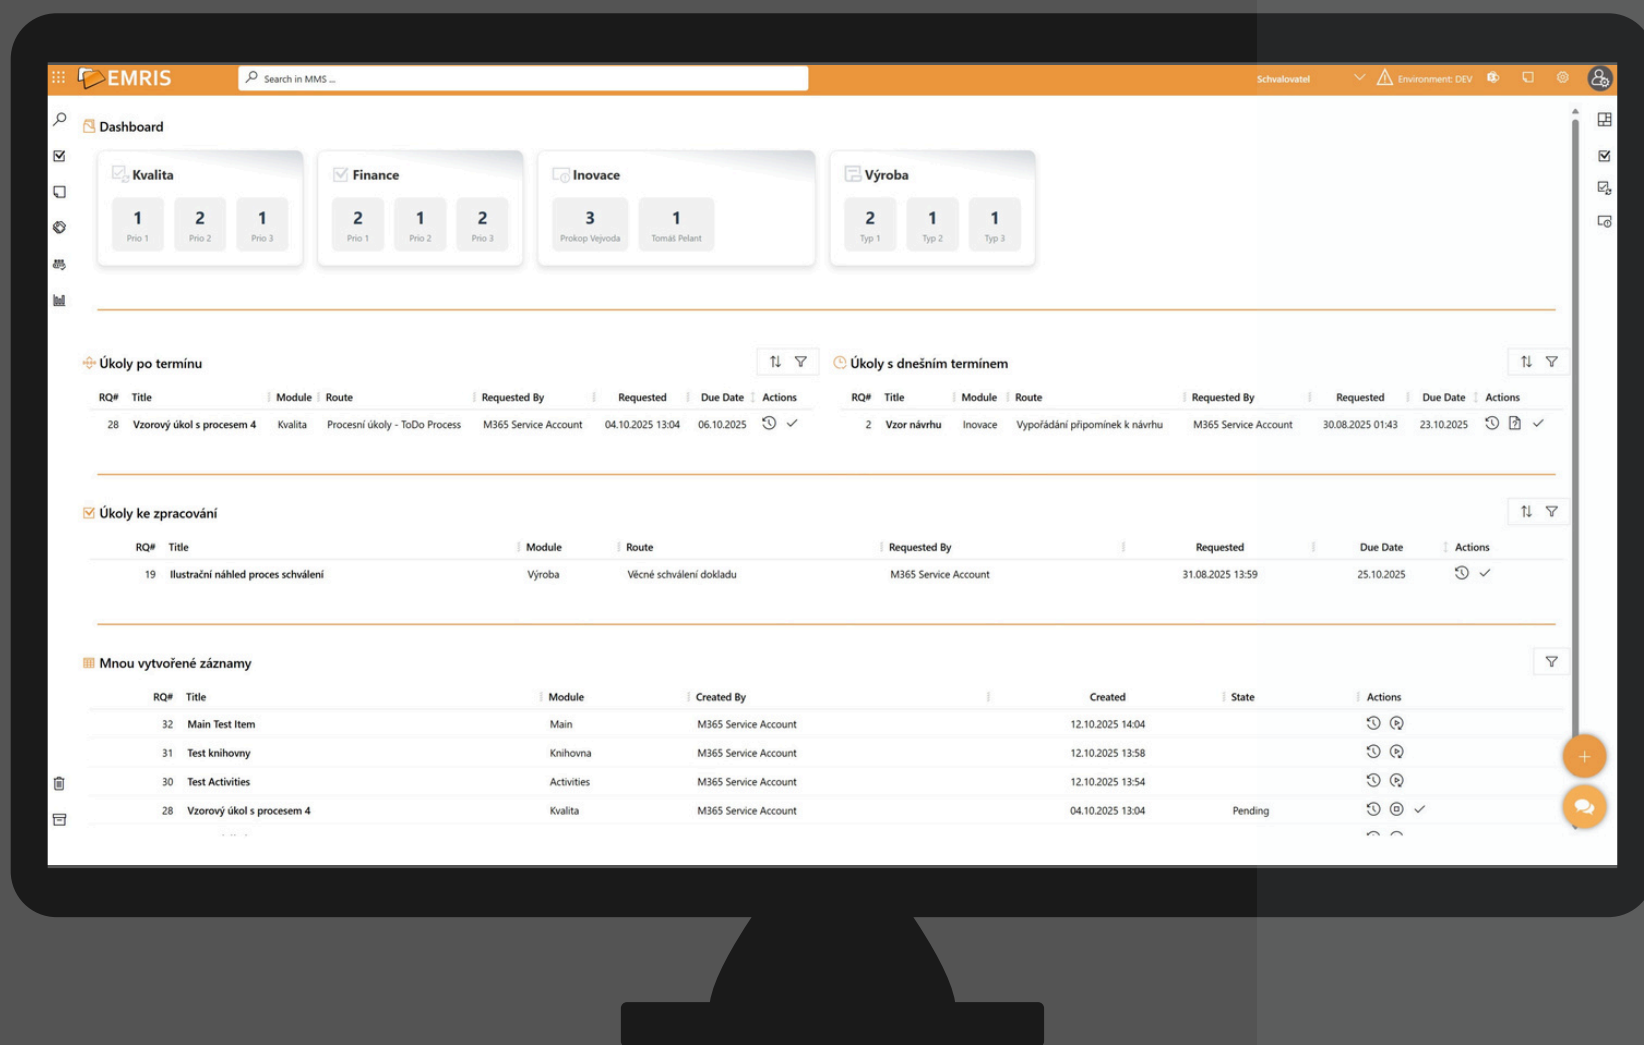 EMRIS Search in MMS ... Schvalovatel Environment: DEV
Dashboard
Kvalita Finance Inovace Výroba
1 2 1 2 1 2 3 1 2 1 1
Prio 1 Prio 2 Prio 3 Prio 1 Prio 2 Prio 3 Prokop Vejvoda Tomáš Pelant Typ 1 Typ 2 Typ 3
Úkoly po termínu
RQ# Title Module Route Requested By Requested Due Date Actions
28 Vzorový úkol s procesem 4 Kvalita Procesní úkoly - ToDo Process M365 Service Account 04.10.2025 13:04 06.10.2025
Úkoly s dnešním termínem
RQ# Title Module Route Requested By Requested Due Date Actions
2 Vzor návrhu Inovace Vypořádání připomínek k návrhu M365 Service Account 30.08.2025 01:43 23.10.2025
Úkoly ke zpracování
RQ# Title Module Route Requested By Requested Due Date Actions
19 Ilustrační náhled proces schválení Výroba Věcné schválení dokladu M365 Service Account 31.08.2025 13:59 25.10.2025
Mnou vytvořené záznamy
RQ# Title Module Created By Created State Actions
32 Main Test Item Main M365 Service Account 12.10.2025 14:04
31 Test knihovny Knihovna M365 Service Account 12.10.2025 13:58
30 Test Activities Activities M365 Service Account 12.10.2025 13:54
28 Vzorový úkol s procesem 4 Kvalita M365 Service Account 04.10.2025 13:04 Pending